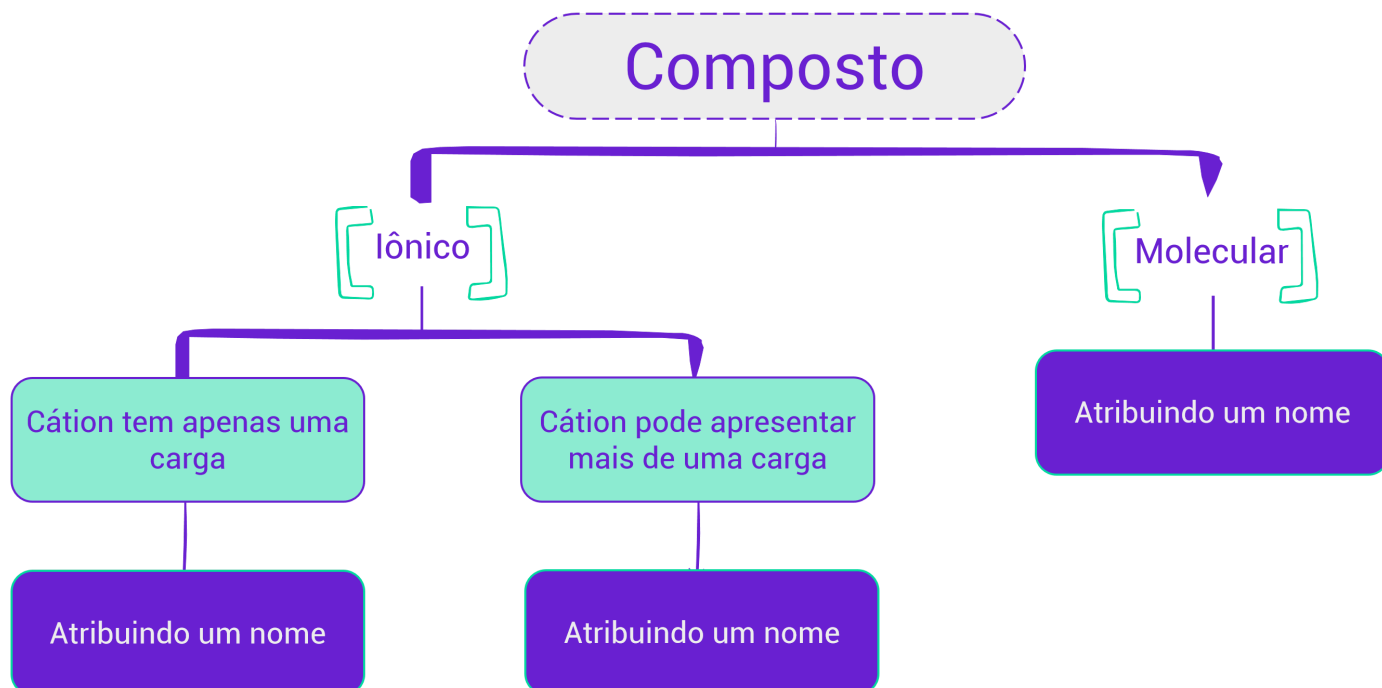 Composto
Iônico
Molecular
Cátion tem apenas uma
carga
Cátion pode apresentar
mais de uma carga
Atribuindo um nome
Atribuindo um nome
Atribuindo um nome